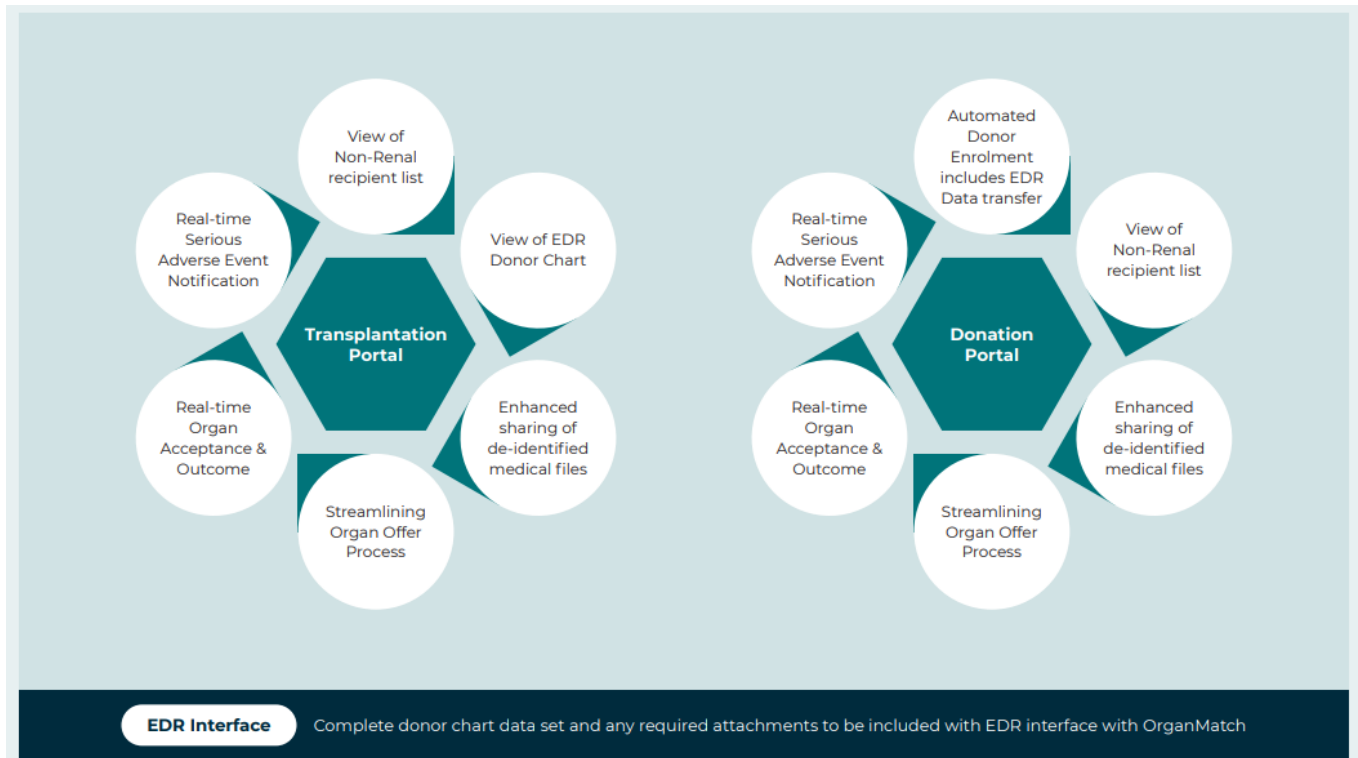 View of
Non-Renal
recipient list
View of EDR
Donor Chart
Enhanced
sharing of
de-identified
medical files
Streamlining
Organ Offer
Process
Real-time
Organ
Acceptance &
Outcome
Real-time
Serious
Adverse Event
Notification
Transplantation
Portal
Automated
Donor
Enrolment
includes EDR
Data transfer
View of
Non-Renal
recipient list
Enhanced
sharing of
de-identified
medical files
Streamlining
Organ Offer
Process
Real-time
Organ
Acceptance &
Outcome
Real-time
Serious
Adverse Event
Notification
Donation
Portal
EDR Interface
Complete donor chart data set and any required attachments to be included with EDR interface with OrganMatch